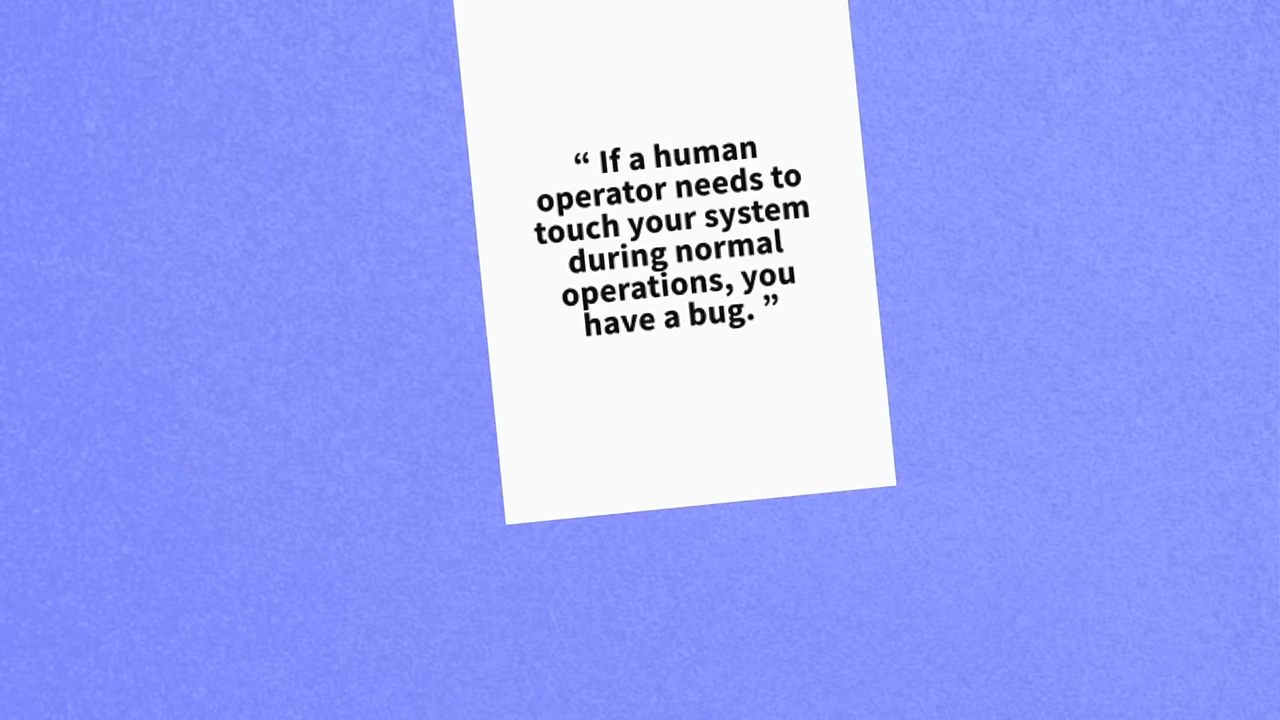 “ If a human
operator needs to
touch your system
during normal
operations, you
have a bug. ”